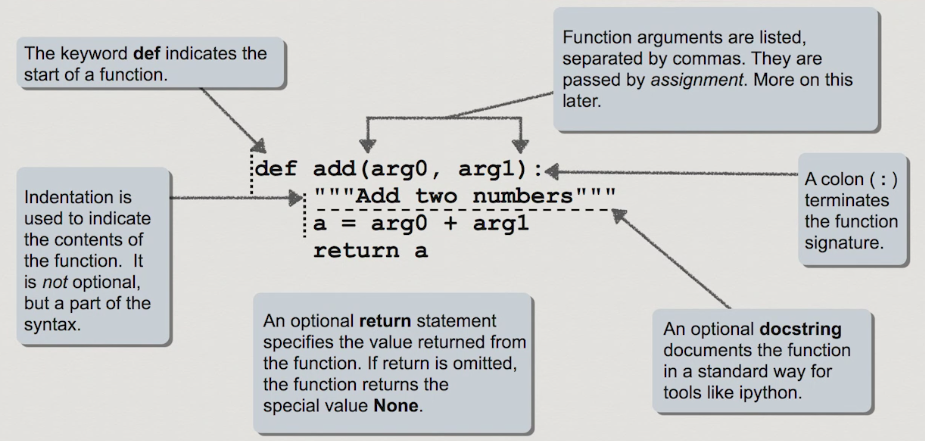 The keyword def indicates the
start of a function.
Function arguments are listed,
separated by commas. They are
passed by assignment. More on this
later.
def add(arg0, arg1):
"""Add two numbers"""
a = arg0 + arg1
return a
Indentation is
used to indicate
the contents of
the function. It
is not optional,
but a part of the
syntax.
A colon (:)
terminates
the function
signature.
An optional return statement
specifies the value returned from
the function. If return is omitted,
the function returns the
special value None.
An optional docstring
documents the function
in a standard way for
tools like ipython.